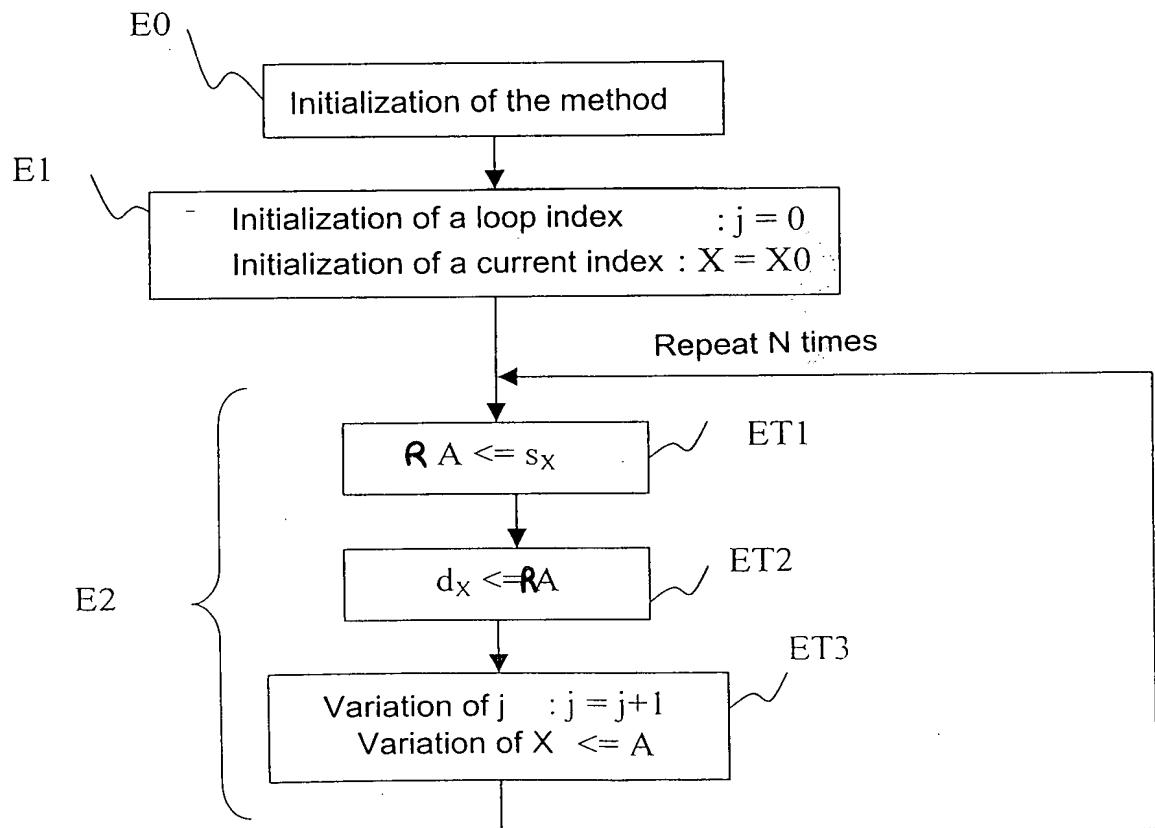 E0
Initialization of the method
E1
- Initialization of a loop index : j = 0
Initialization of a current index : X = X0
Repeat N times
R A <= sX
ET1
dX <= RA
ET2
E2
ET3
Variation of j : j = j+1
Variation of X <= A